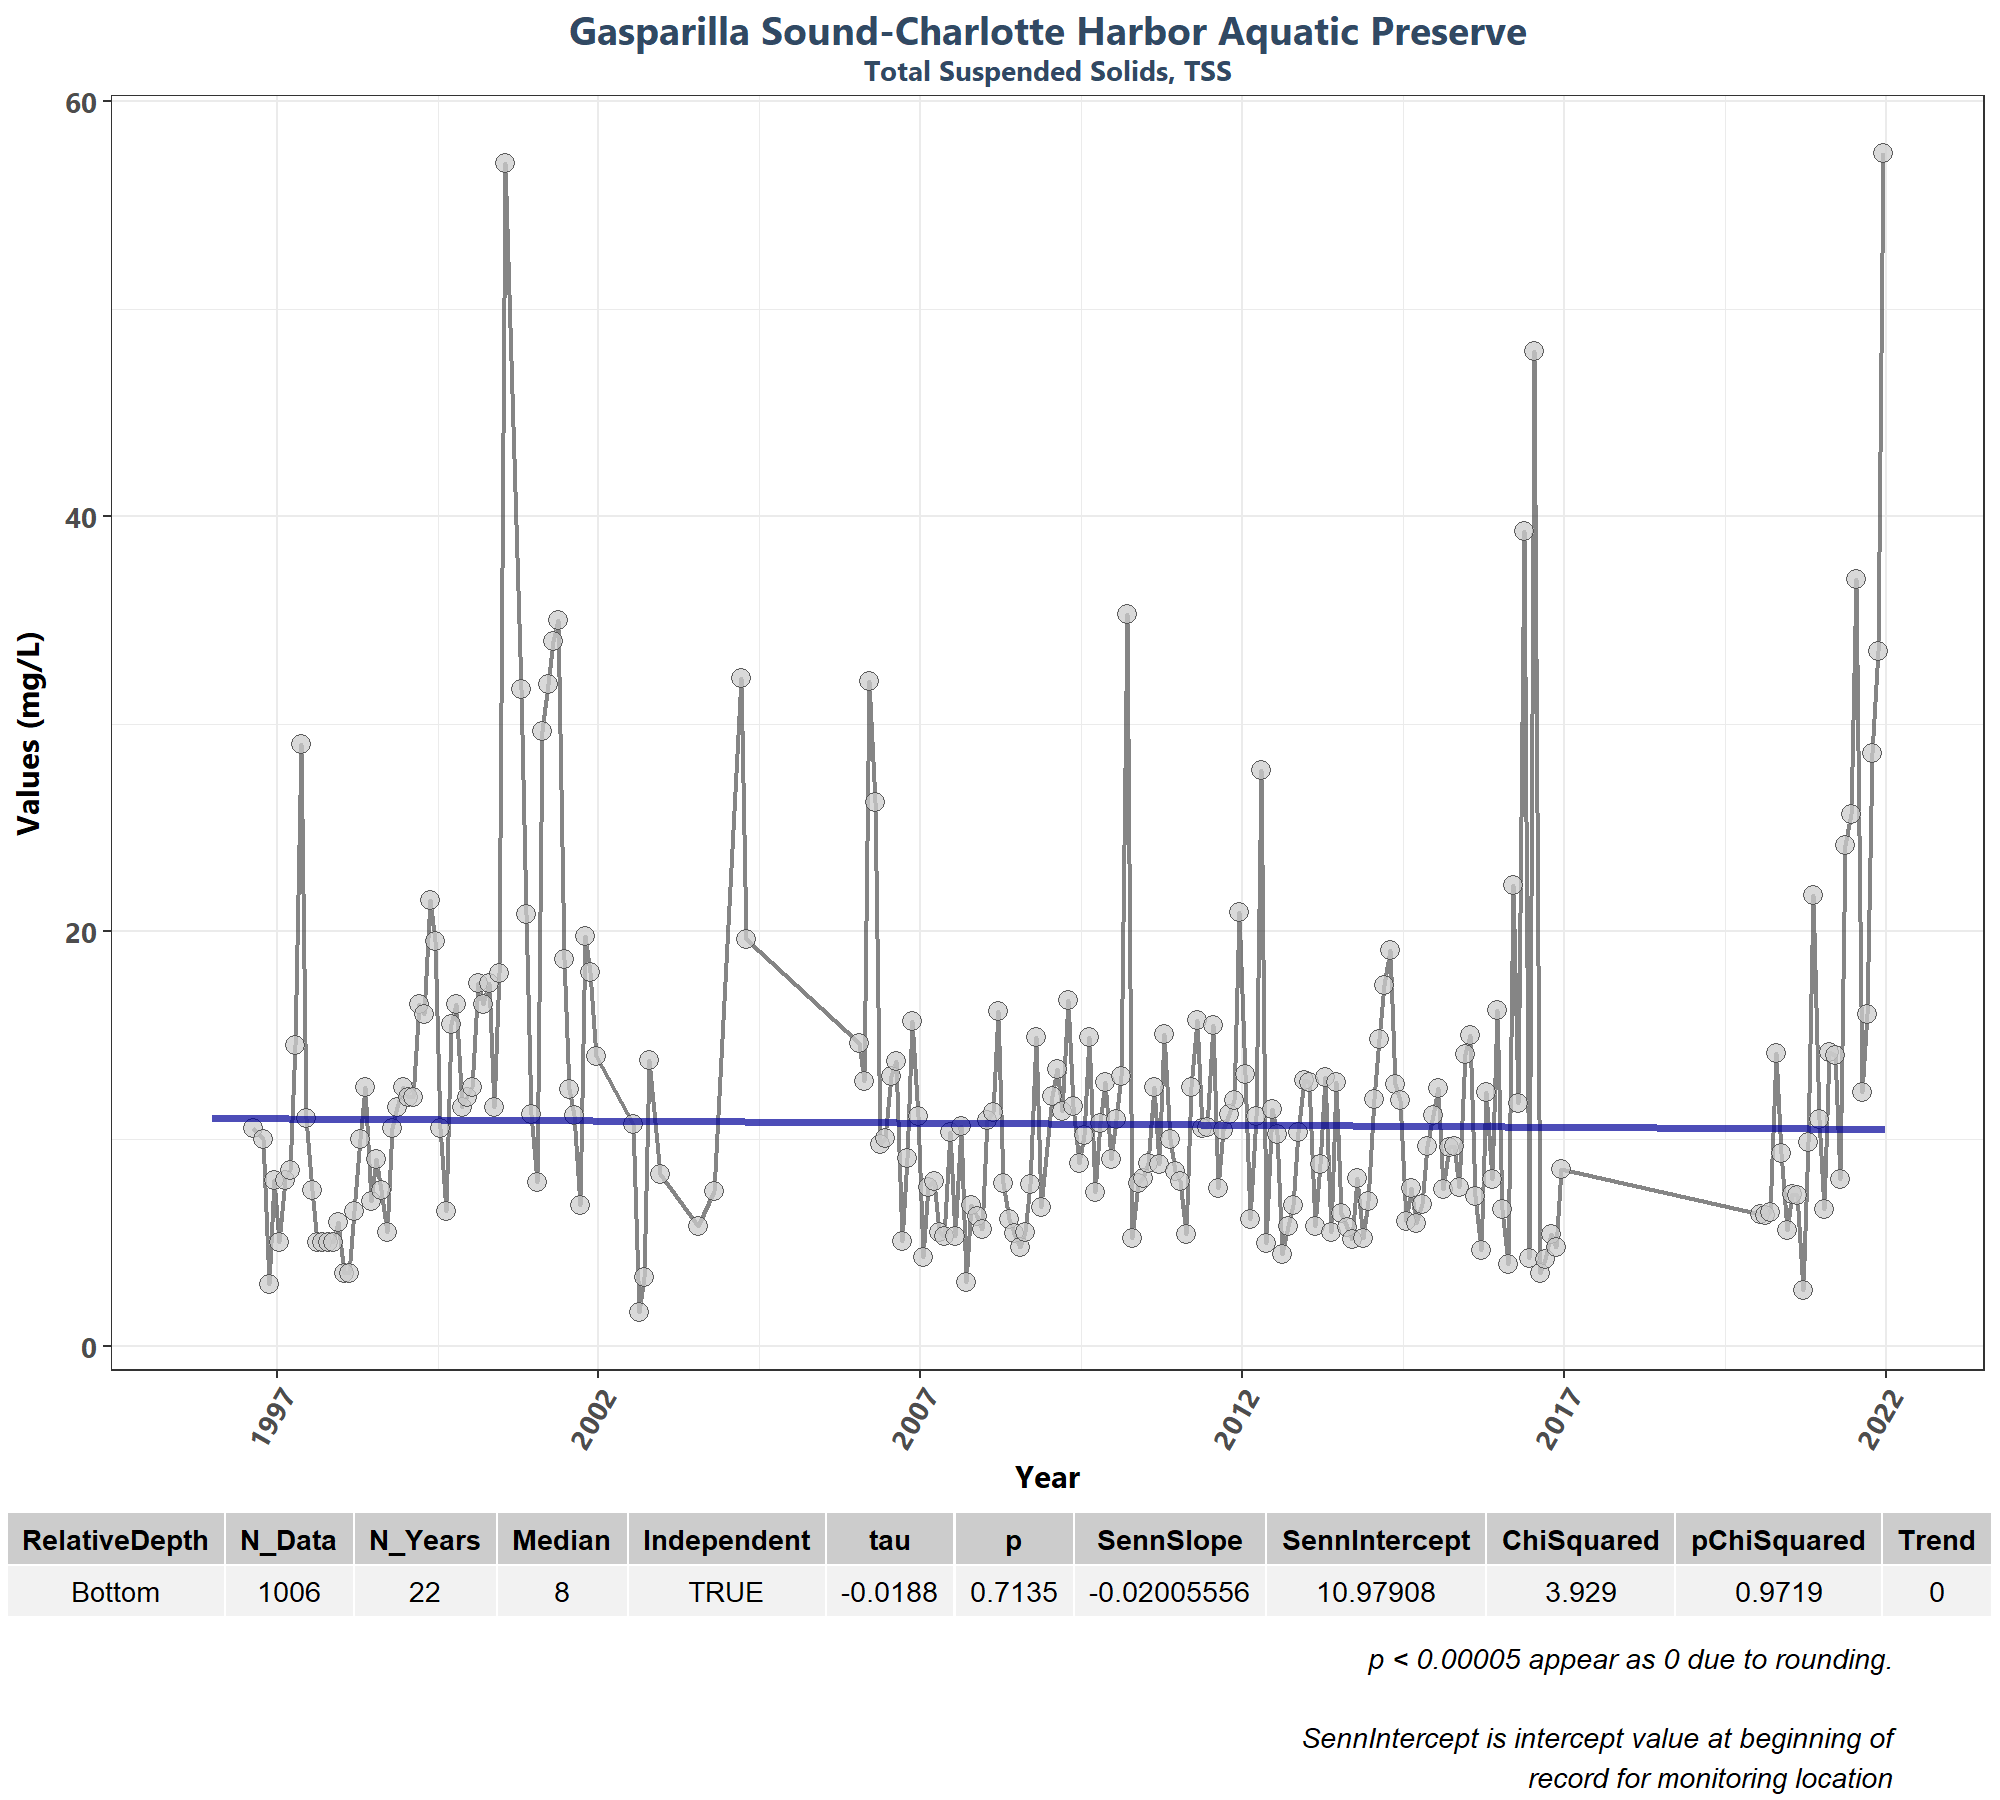 Gasparilla Sound-Charlotte Harbor Aquatic Preserve
Total Suspended Solids, TSS
60
40
20
0
Values (mg/L)
1997
2002
2007
2012
2017
2022
Year
RelativeDepth N_Data N_Years Median Independent tau p SennSlope SennIntercept ChiSquared pChiSquared Trend
Bottom 1006 22 8 TRUE -0.0188 0.7135 -0.02005556 10.97908 3.929 0.9719 0
p < 0.00005 appear as 0 due to rounding.
SennIntercept is intercept value at beginning of
record for monitoring location